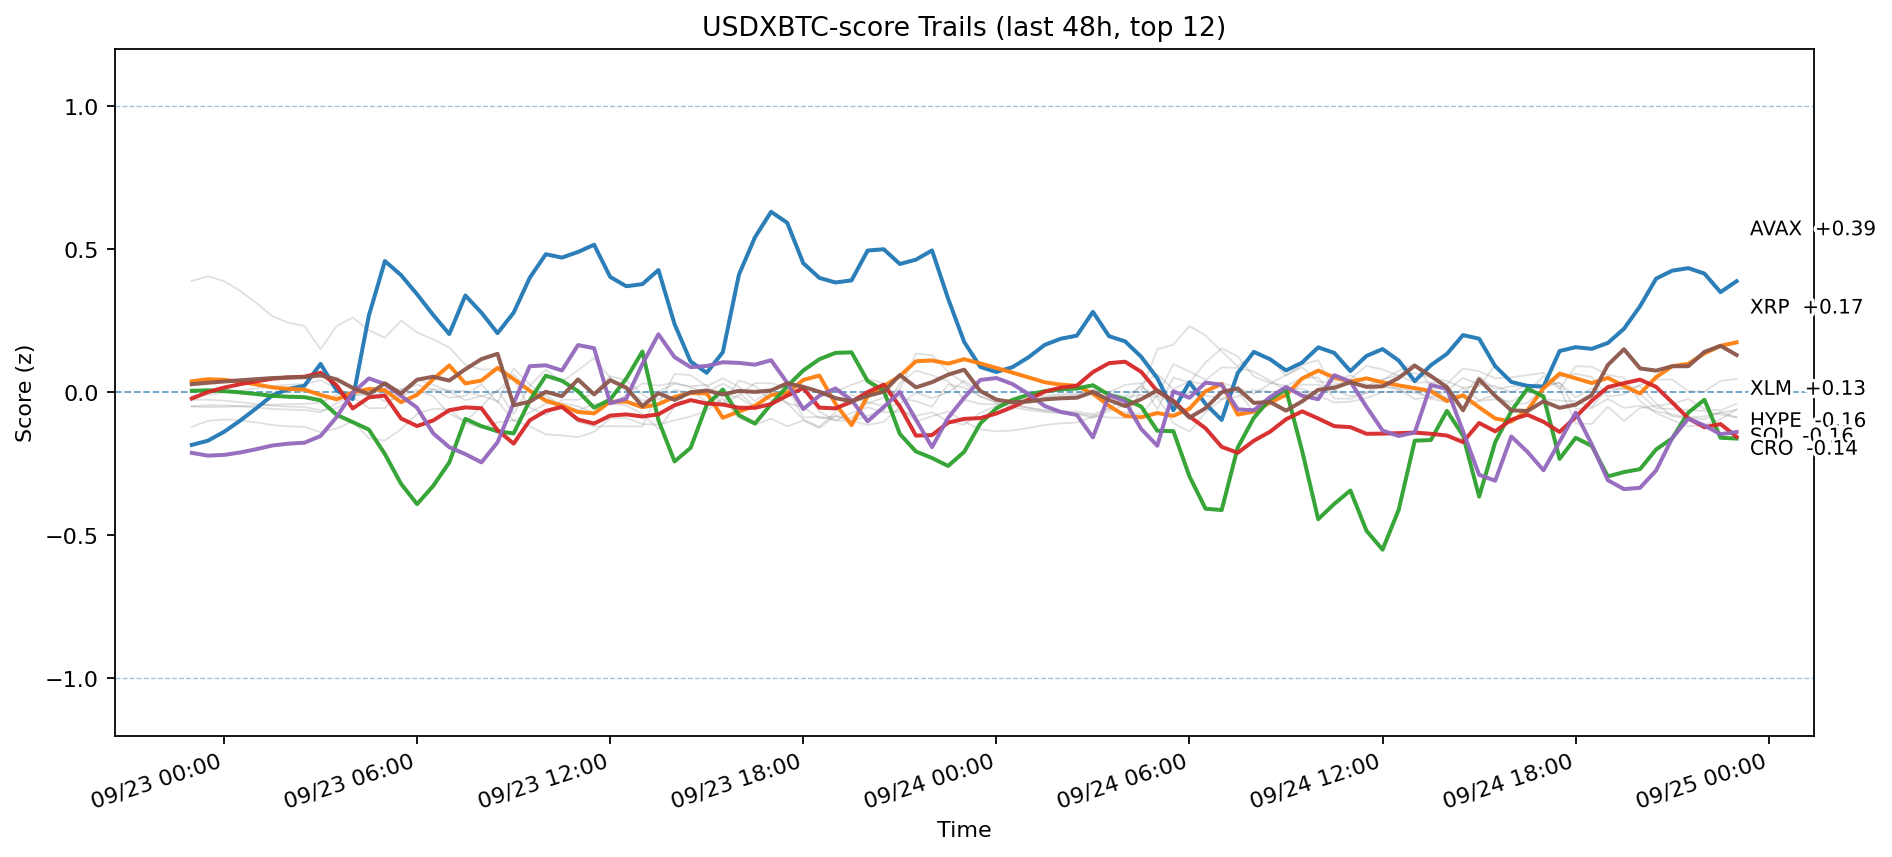 USDXBTC-score Trails (last 48h, top 12)
Score (z)
1.0
0.5
0.0
−0.5
−1.0
AVAX +0.39
XRP +0.17
XLM +0.13
HYPE -0.16
SOL -0.16
CRO -0.14
09/23 00:00
09/23 06:00
09/23 12:00
09/23 18:00
09/24 00:00
09/24 06:00
09/24 12:00
09/24 18:00
09/25 00:00
Time